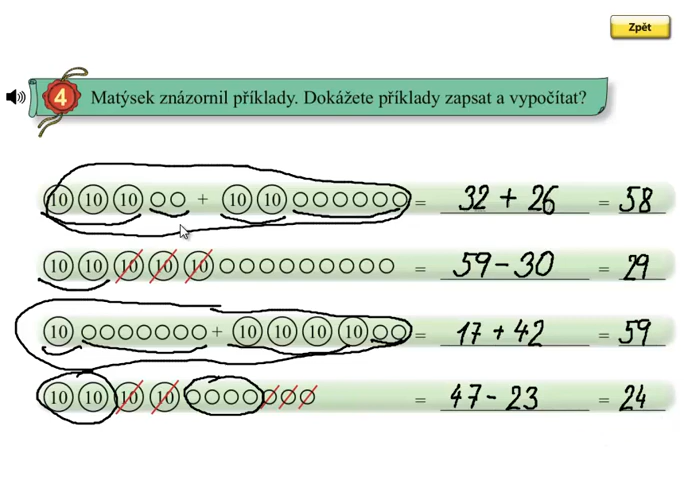 Zpět
4 Matýsek znázornil příklady. Dokážete příklady zapsat a vypočítat?
10 10 10 + 10 10 = 32 + 26 = 58
10 10 10 10 10 = 59 - 30 = 29
10 + 10 10 10 10 = 17 + 42 = 59
10 10 10 10 = 47 - 23 = 24